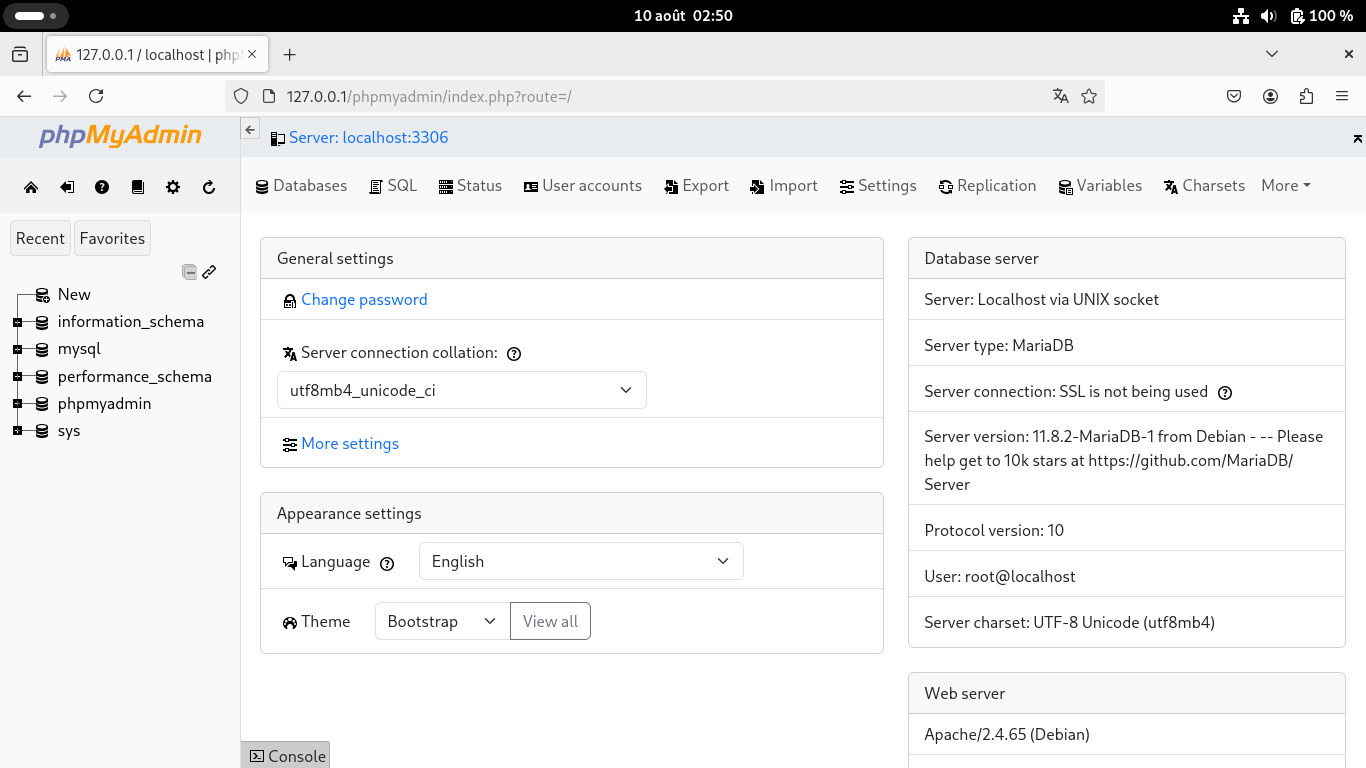 10 août 02:50
100 %
127.0.0.1 / localhost | php
127.0.0.1/phpmyadmin/index.php?route=/
phpMyAdmin
Server: localhost:3306
Databases SQL Status User accounts Export Import Settings Replication Variables Charsets More
Recent Favorites
New
information_schema
mysql
performance_schema
phpmyadmin
sys
General settings
Change password
Server connection collation:
utf8mb4_unicode_ci
More settings
Appearance settings
Language English
Theme Bootstrap View all
Database server
Server: Localhost via UNIX socket
Server type: MariaDB
Server connection: SSL is not being used
Server version: 11.8.2-MariaDB-1 from Debian - -- Please
help get to 10k stars at https://github.com/MariaDB/
Server
Protocol version: 10
User: root@localhost
Server charset: UTF-8 Unicode (utf8mb4)
Web server
Apache/2.4.65 (Debian)
Console